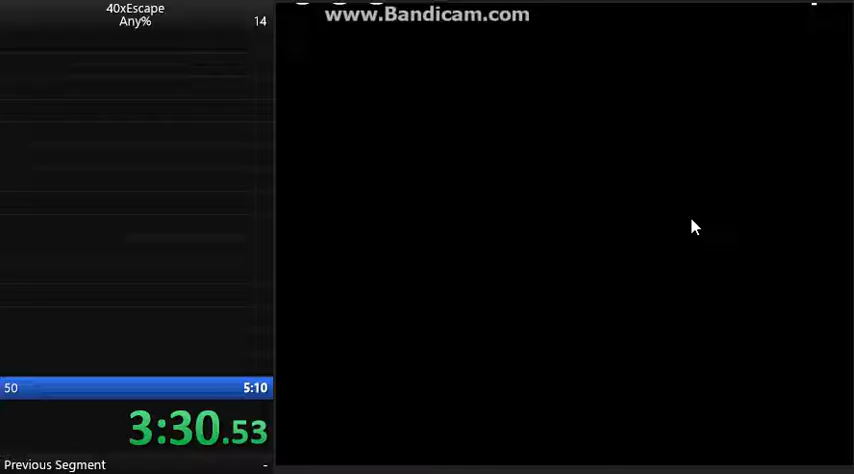 40xEscape
Any% 14
www.Bandicam.com
50 5:10
3:30.53
Previous Segment -